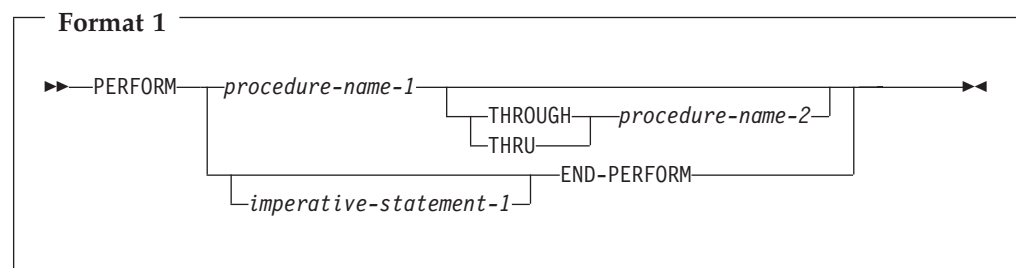 Format 1
PERFORM procedure-name-1
THROUGH procedure-name-2
THRU
END-PERFORM
imperative-statement-1